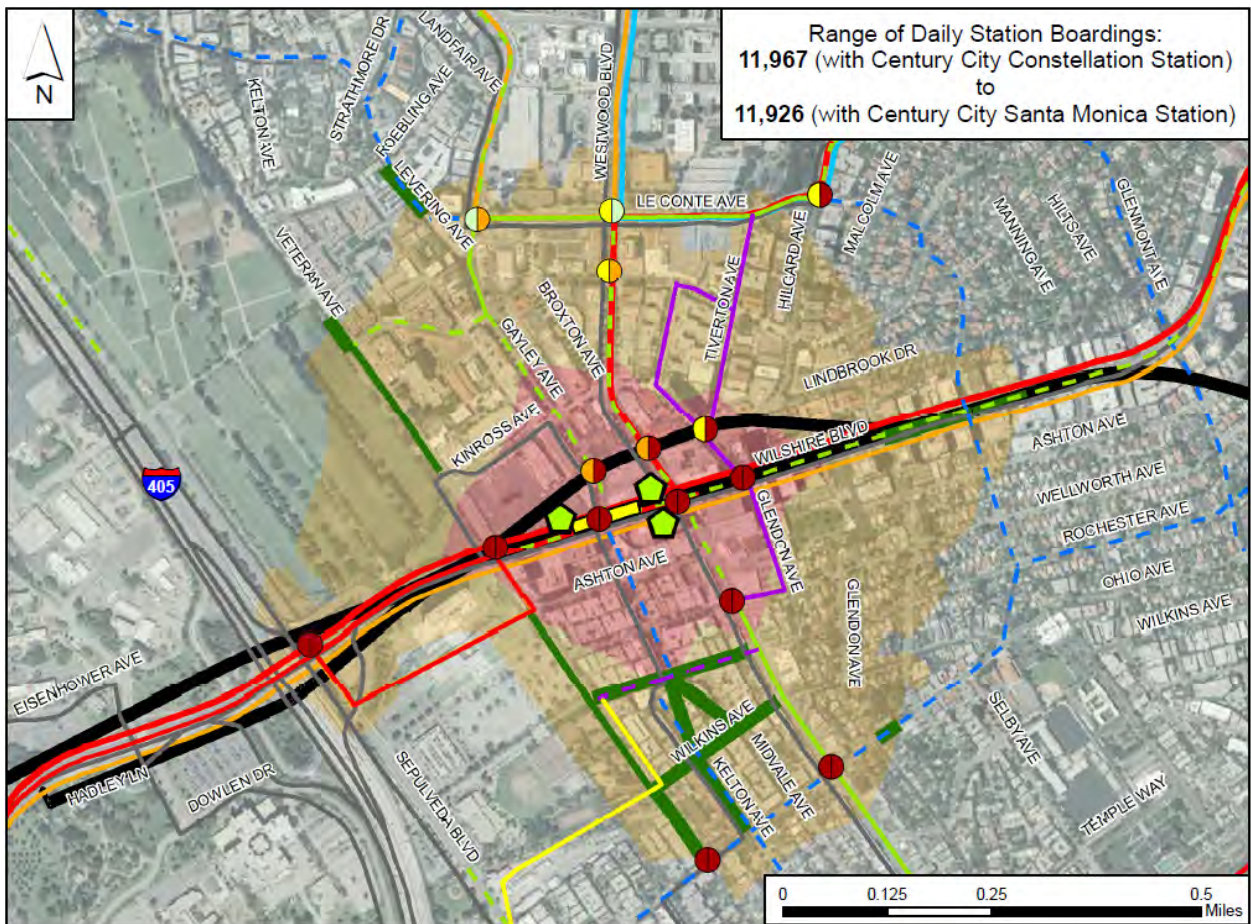 N
Range of Daily Station Boardings:
11,967 (with Century City Constellation Station)
to
11,926 (with Century City Santa Monica Station)
LANDFAIR AVE
STRATHMORE DR
KELTON AVE
ROEBLING AVE
LEVERING AVE
WESTWOOD BLVD
LE CONTE AVE
VETERAN AVE
HILGARD AVE
MALCOLM AVE
MANNING AVE
HILTS AVE
GLENMONT AVE
TIVERTON AVE
BROXTON AVE
GAYLEY AVE
LINDBROOK DR
KINROSS AVE
WILSHIRE BLVD
405
ASHTON AVE
WELLWORTH AVE
ROCHESTER AVE
OHIO AVE
WILKINS AVE
ASHTON AVE
GLENDON AVE
GLENDON AVE
EISENHOWER AVE
SELBY AVE
WILKINS AVE
MIDVALE AVE
KELTON AVE
HADLEY LN
DOWLEN DR
SEPULVEDA BLVD
TEMPLE WAY
0 0.125 0.25 0.5
Miles